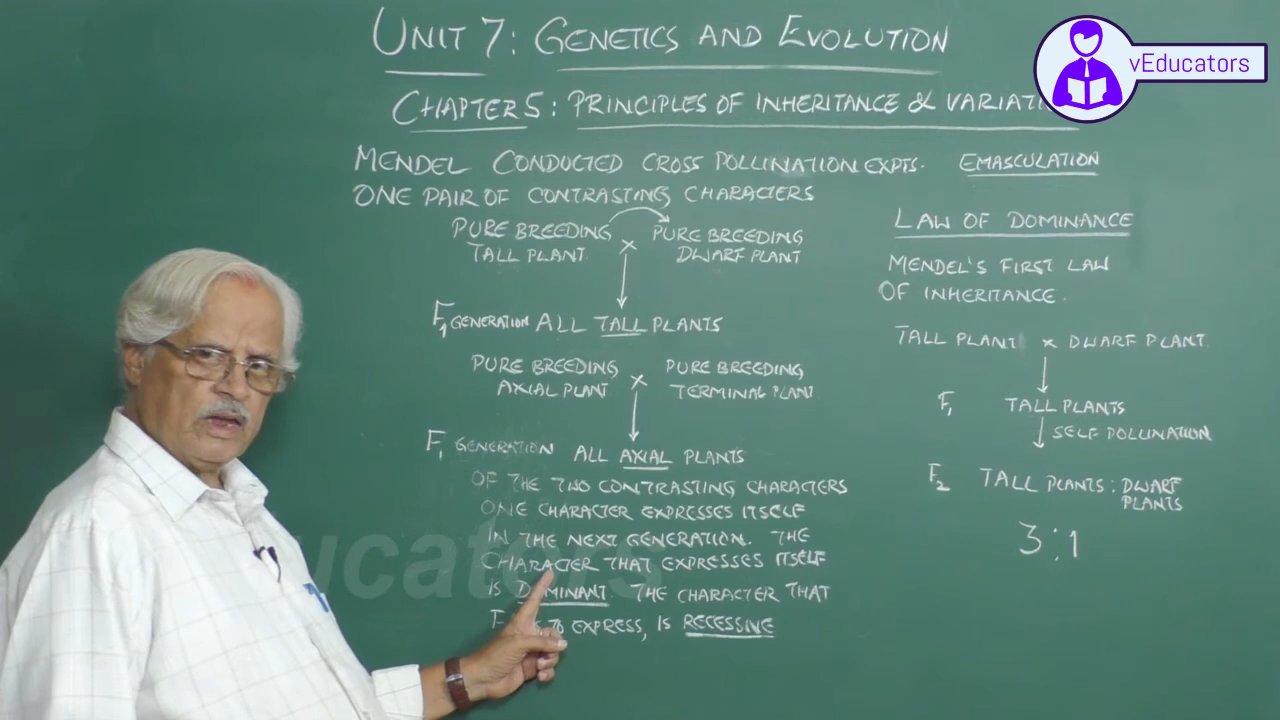 UNIT 7: GENETICS AND EVOLUTION
vEducators
CHAPTER 5: PRINCIPLES OF INHERITANCE & VARIATI
MENDEL CONDUCTED CROSS POLLINATION EXPTS. EMASCULATION
ONE PAIR OF CONTRASTING CHARACTERS
PURE BREEDING TALL PLANT × PURE BREEDING DWARF PLANT
F1 GENERATION ALL TALL PLANTS
PURE BREEDING AXIAL PLANT × PURE BREEDING TERMINAL PLANT
F1 GENERATION ALL AXIAL PLANTS
OF THE TWO CONTRASTING CHARACTERS
ONE CHARACTER EXPRESSES ITSELF
IN THE NEXT GENERATION. THE
CHARACTER THAT EXPRESSES ITSELF
IS DOMINANT THE CHARACTER THAT
TO EXPRESS, IS RECESSIVE
LAW OF DOMINANCE
MENDEL'S FIRST LAW
OF INHERITANCE.
TALL PLANT × DWARF PLANT.
F1 TALL PLANTS
SELF POLLINATION
F2 TALL PLANTS : DWARF
PLANTS
3:1
ucators